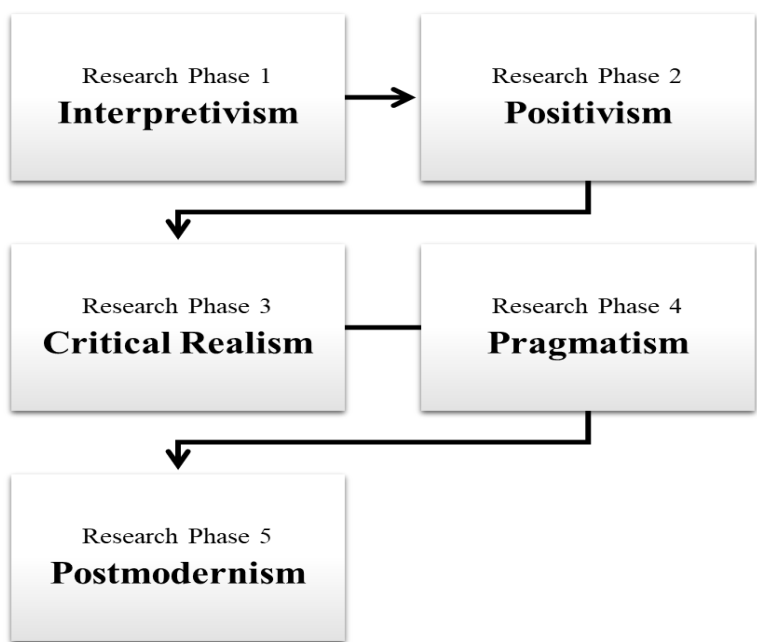 Research Phase 1
Interpretivism
Research Phase 2
Positivism
Research Phase 3
Critical Realism
Research Phase 4
Pragmatism
Research Phase 5
Postmodernism